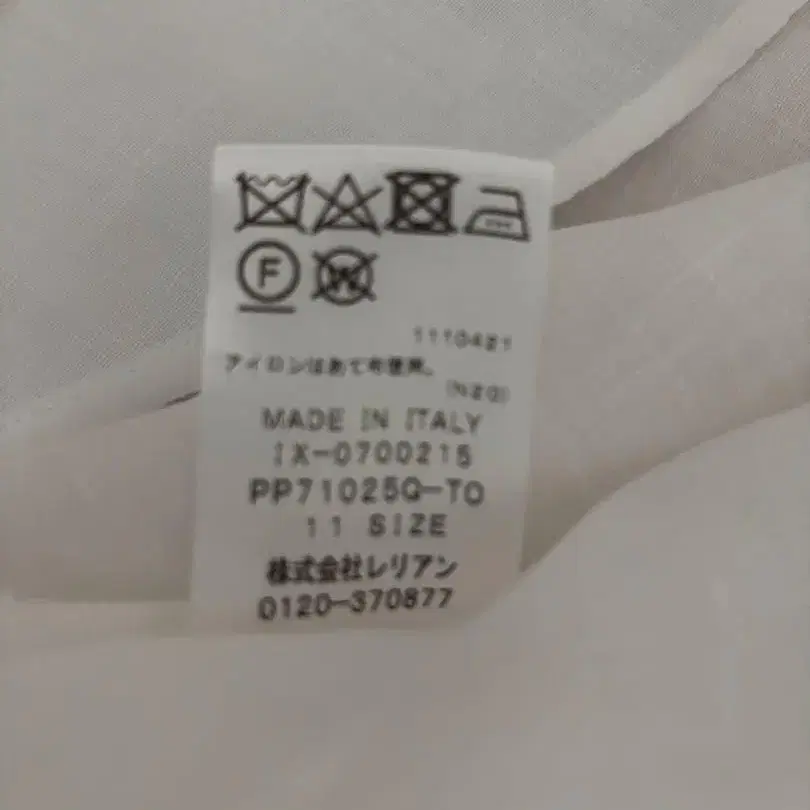 F W
1110421
アイロンはあて布使用。
(N20)
MADE IN ITALY
IX-0700215
PP71025Q-TO
11 SIZE
株式会社レリアン
0120-370877